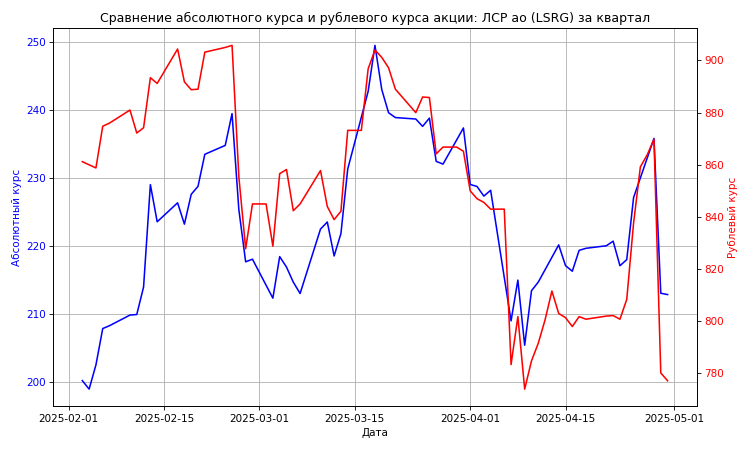 Сравнение абсолютного курса и рублевого курса акции: ЛСР ао (LSRG) за квартал
250
240
230
220
210
200
Абсолютный курс
900
880
860
840
820
800
780
Рублевый курс
2025-02-01 2025-02-15 2025-03-01 2025-03-15 2025-04-01 2025-04-15 2025-05-01
Дата